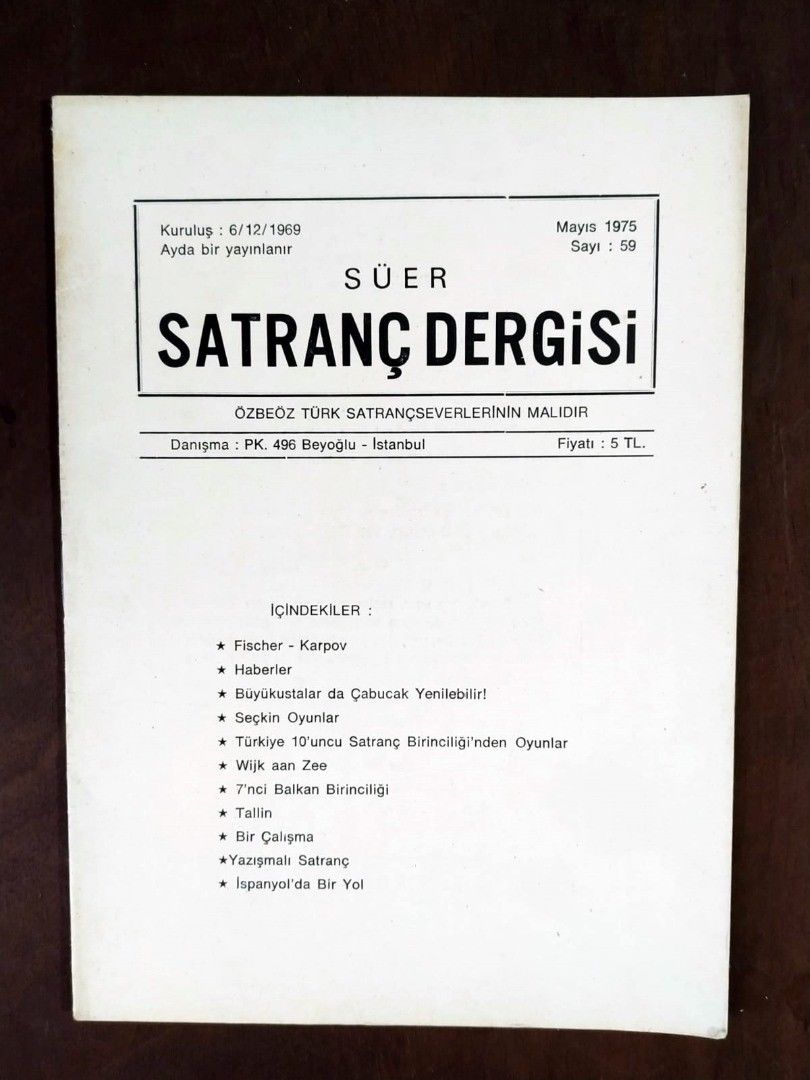 Kuruluş : 6/12/1969
Ayda bir yayınlanır
Mayıs 1975
Sayı : 59
SÜER
SATRANÇ DERGiSi
ÖZBEÖZ TÜRK SATRANÇSEVERLERİNİN MALIDIR
Danışma : PK. 496 Beyoğlu - İstanbul
Fiyatı : 5 TL.
İÇİNDEKİLER :
★ Fischer - Karpov
★ Haberler
★ Büyükustalar da Çabucak Yenilebilir!
★ Seçkin Oyunlar
★ Türkiye 10'uncu Satranç Birinciliği'nden Oyunlar
★ Wijk aan Zee
★ 7'nci Balkan Birinciliği
★ Tallin
★ Bir Çalışma
★Yazışmalı Satranç
★ İspanyol'da Bir Yol